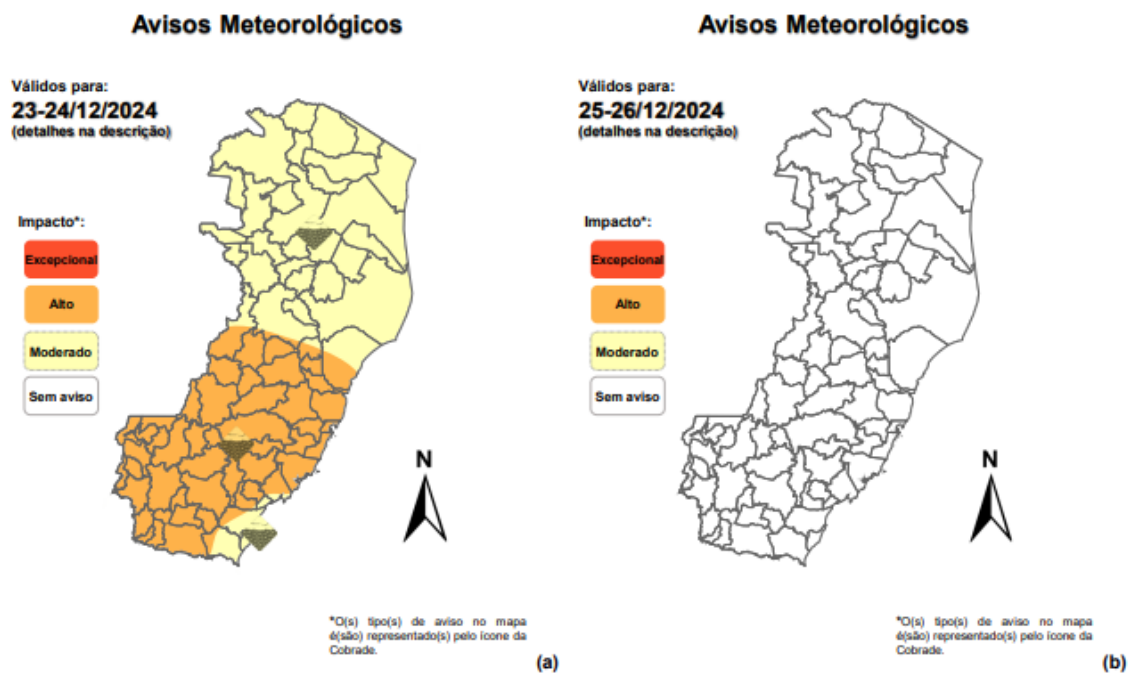 Avisos Meteorológicos
Válidos para:
23-24/12/2024
(detalhes na descrição)
Impacto*:
Excepcional
Alto
Moderado
Sem aviso
N
*O(s) tipo(s) de aviso no mapa
é(são) representado(s) pelo ícone da
Cobrade.
(a)
Avisos Meteorológicos
Válidos para:
25-26/12/2024
(detalhes na descrição)
Impacto*:
Excepcional
Alto
Moderado
Sem aviso
N
*O(s) tipo(s) de aviso no mapa
é(são) representado(s) pelo ícone da
Cobrade.
(b)